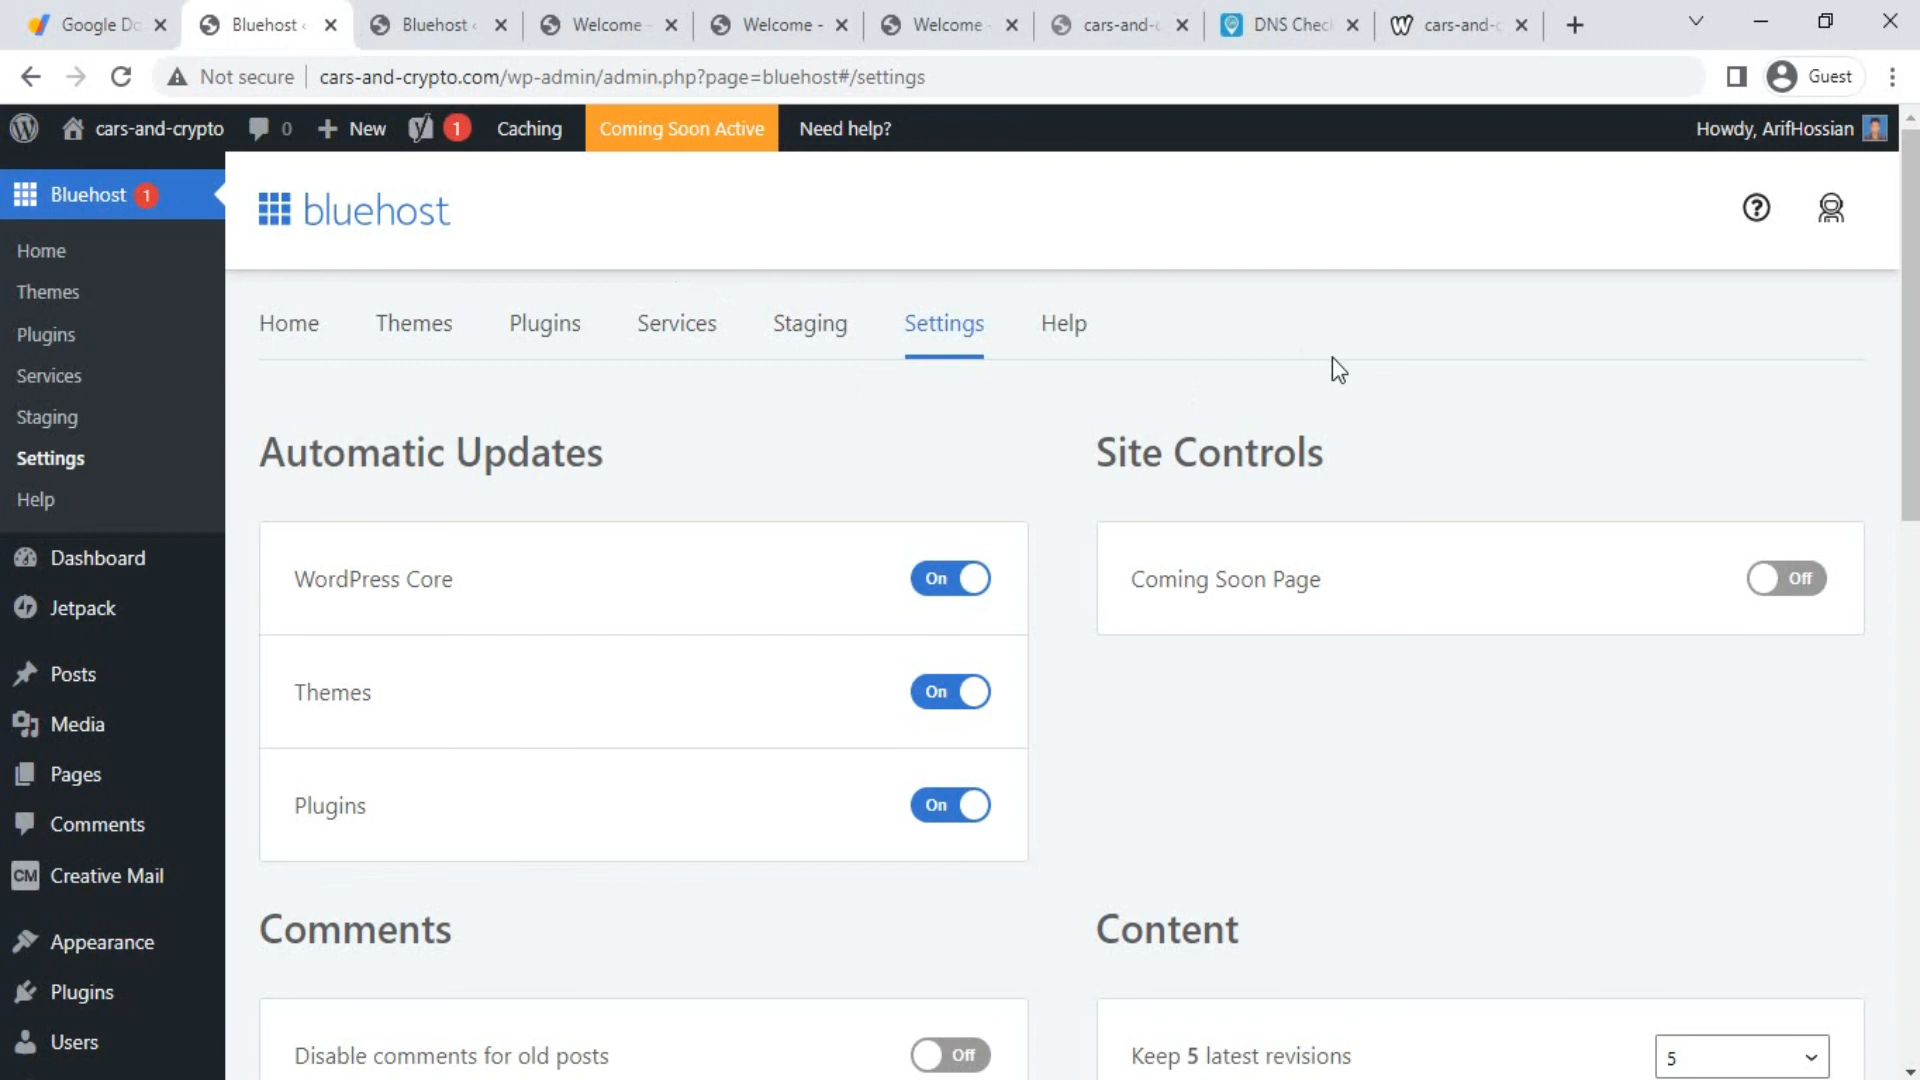 Google Do
Bluehost ‹
Bluehost ‹
Welcome -
Welcome -
Welcome -
cars-and-c
DNS Chec
cars-and-c
Not secure
cars-and-crypto.com/wp-admin/admin.php?page=bluehost#/settings
Guest
cars-and-crypto
0
New
1
Caching
Coming Soon Active
Need help?
Howdy, ArifHossian
Bluehost 1
Home
Themes
Plugins
Services
Staging
Settings
Help
Dashboard
Jetpack
Posts
Media
Pages
Comments
CM Creative Mail
Appearance
Plugins
Users
bluehost
Home
Themes
Plugins
Services
Staging
Settings
Help
Automatic Updates
WordPress Core
On
Themes
On
Plugins
On
Site Controls
Coming Soon Page
Off
Comments
Disable comments for old posts
Off
Content
Keep 5 latest revisions
5